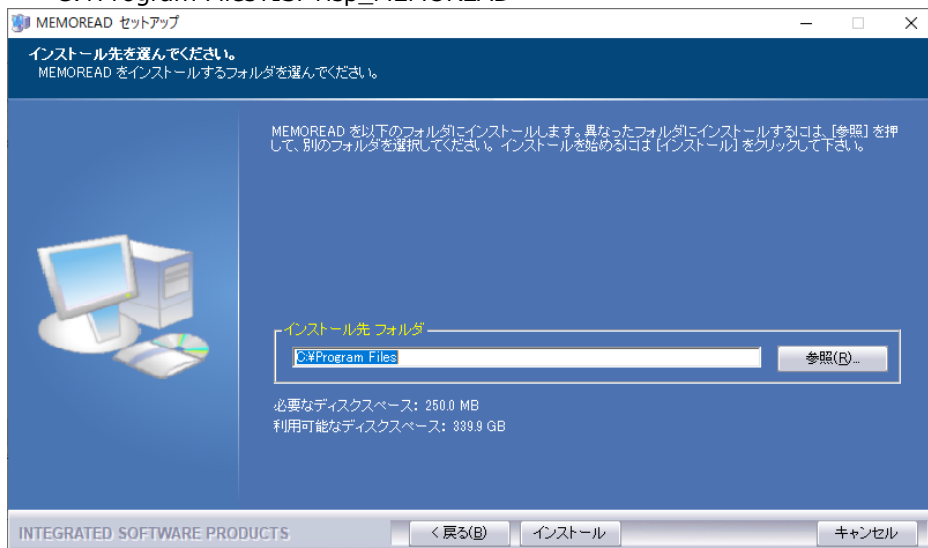 MEMOREAD セットアップ
インストール先を選んでください。
MEMOREAD をインストールするフォルダを選んでください。
MEMOREAD を以下のフォルダにインストールします。異なったフォルダにインストールするには、[参照] を押
して、別のフォルダを選択してください。 インストールを始めるには [インストール] をクリックして下さい。
インストール先 フォルダ
C:¥Program Files
参照(R)...
必要なディスクスペース: 250.0 MB
利用可能なディスクスペース: 339.9 GB
INTEGRATED SOFTWARE PRODUCTS
< 戻る(B)
インストール
キャンセル